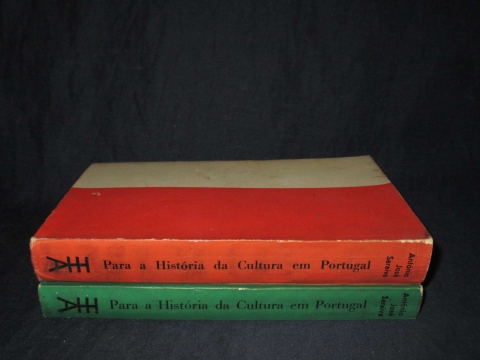 Para a História da Cultura em Portugal
António
José
Saraiva
Para a História da Cultura em Portugal
António
José
Saraiva